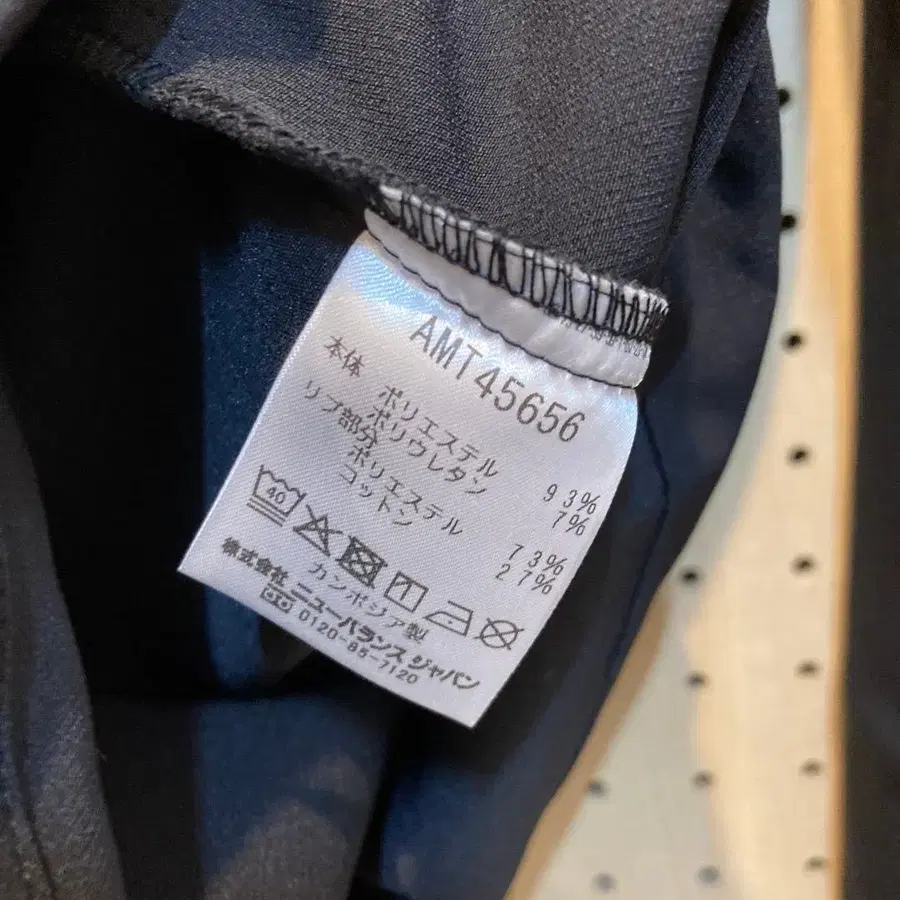 AMT45656
本体 ポリエステル 93%
ポリウレタン 7%
リブ部分
ポリエステル 73%
コットン 27%
40
カンボジア製
株式会社 ニューバランス ジャパン
0120-85-7120